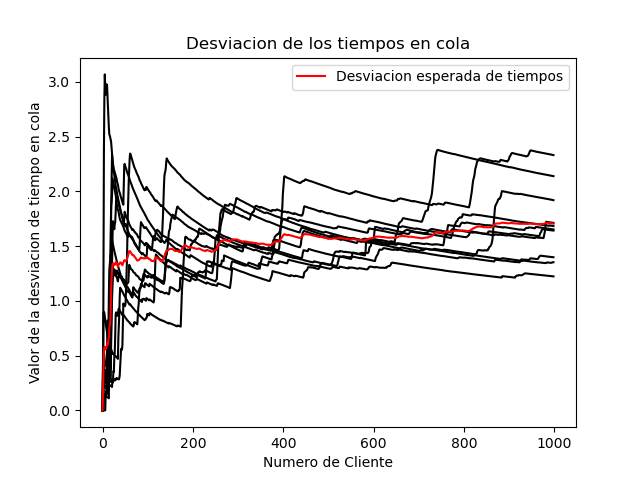 Desviacion de los tiempos en cola
Desviacion esperada de tiempos
Valor de la desviacion de tiempo en cola
3.0
2.5
2.0
1.5
1.0
0.5
0.0
0 200 400 600 800 1000
Numero de Cliente